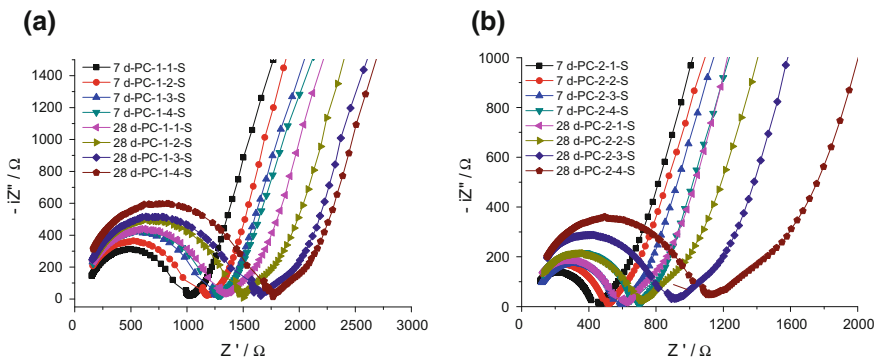 (a)
1400
1200
1000
800
600
400
200
0
- iZ" / Ω
7 d-PC-1-1-S
7 d-PC-1-2-S
7 d-PC-1-3-S
7 d-PC-1-4-S
28 d-PC-1-1-S
28 d-PC-1-2-S
28 d-PC-1-3-S
28 d-PC-1-4-S
0 500 1000 1500 2000 2500 3000
Z ' / Ω
(b)
1000
800
600
400
200
0
- iZ" / Ω
7 d-PC-2-1-S
7 d-PC-2-2-S
7 d-PC-2-3-S
7 d-PC-2-4-S
28 d-PC-2-1-S
28 d-PC-2-2-S
28 d-PC-2-3-S
28 d-PC-2-4-S
0 400 800 1200 1600 2000
Z ' / Ω